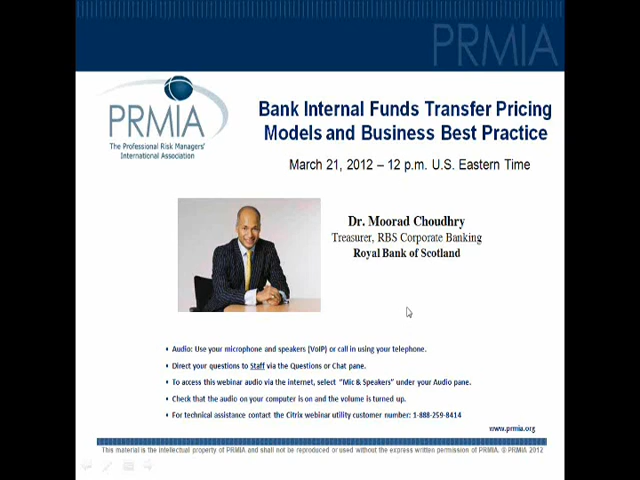 PRMIA
PRMIA
The Professional Risk Managers'
International Association
Bank Internal Funds Transfer Pricing
Models and Business Best Practice
March 21, 2012 – 12 p.m. U.S. Eastern Time
Dr. Moorad Choudhry
Treasurer, RBS Corporate Banking
Royal Bank of Scotland
• Audio: Use your microphone and speakers (VoIP) or call in using your telephone.
• Direct your questions to Staff via the Questions or Chat pane.
• To access this webinar audio via the internet, select "Mic & Speakers" under your Audio pane.
• Check that the audio on your computer is on and the volume is turned up.
• For technical assistance contact the Citrix webinar utility customer number: 1-888-259-8414
www.prmia.org
This material is the intellectual property of PRMIA and shall not be reproduced or used without the express written permission of PRMIA. © PRMIA 2012